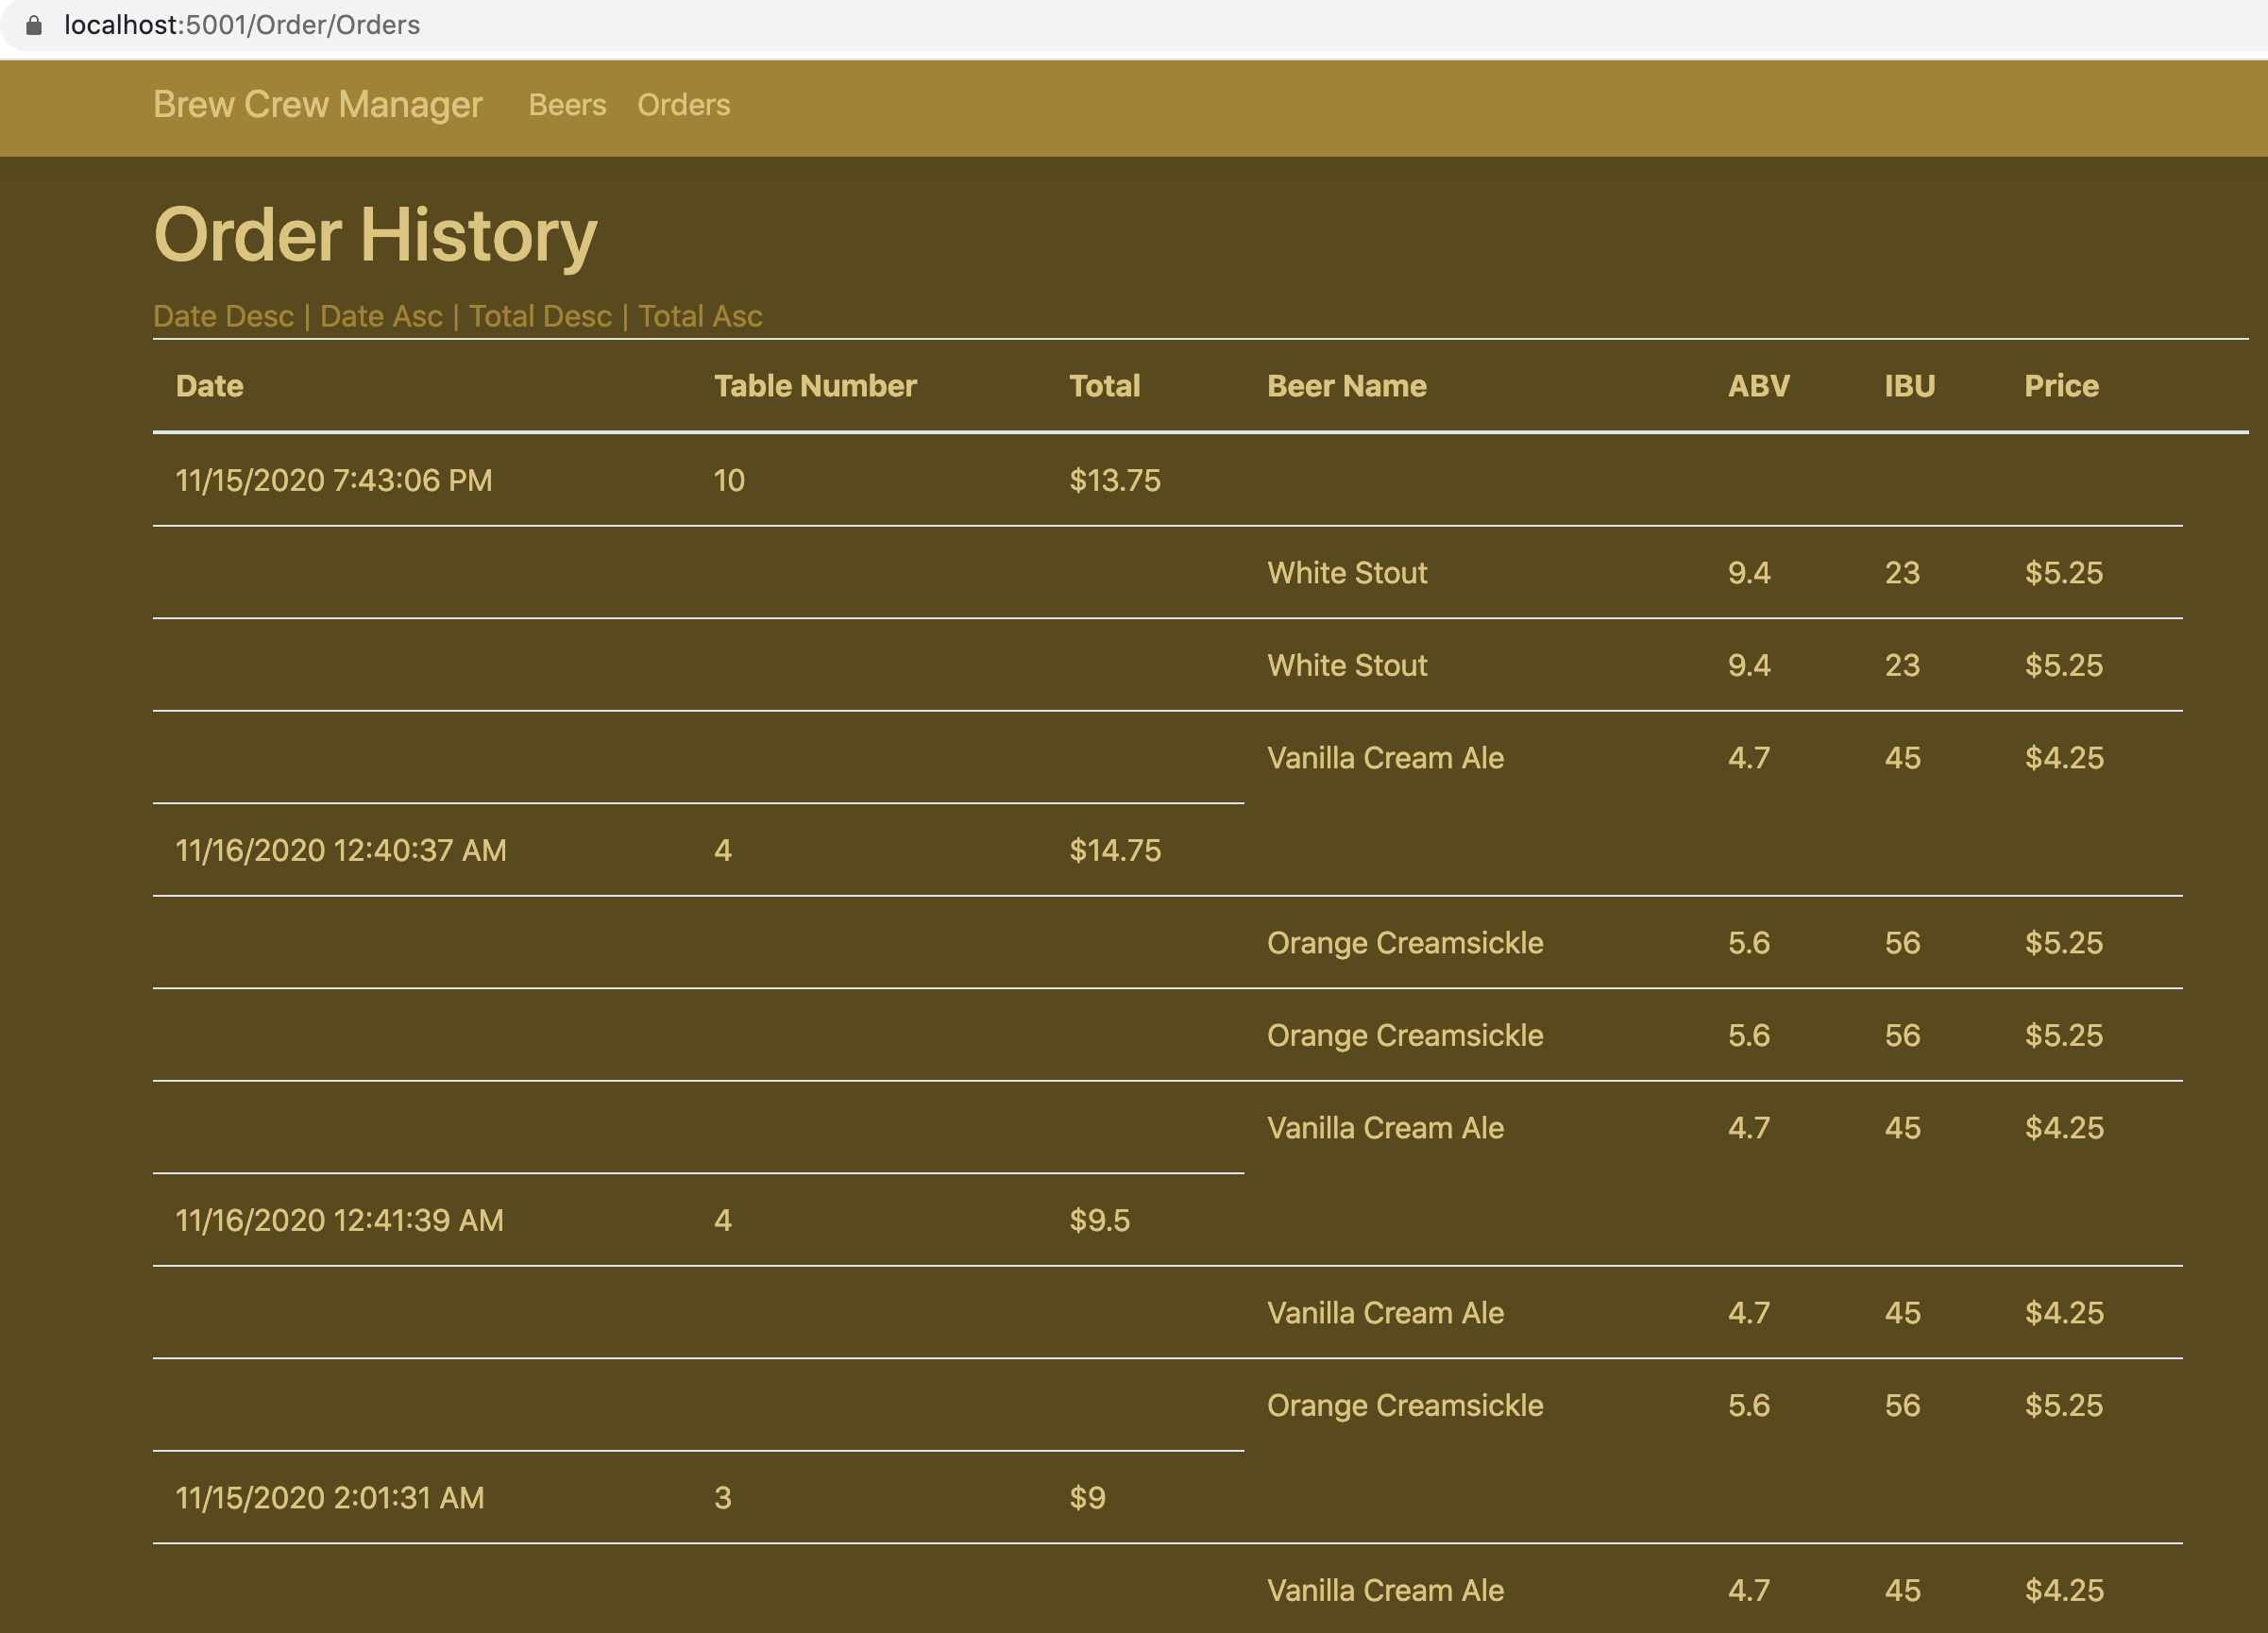 localhost:5001/Order/Orders
Brew Crew Manager Beers Orders
Order History
Date Desc | Date Asc | Total Desc | Total Asc
Date Table Number Total Beer Name ABV IBU Price
11/15/2020 7:43:06 PM 10 $13.75
White Stout 9.4 23 $5.25
White Stout 9.4 23 $5.25
Vanilla Cream Ale 4.7 45 $4.25
11/16/2020 12:40:37 AM 4 $14.75
Orange Creamsickle 5.6 56 $5.25
Orange Creamsickle 5.6 56 $5.25
Vanilla Cream Ale 4.7 45 $4.25
11/16/2020 12:41:39 AM 4 $9.5
Vanilla Cream Ale 4.7 45 $4.25
Orange Creamsickle 5.6 56 $5.25
11/15/2020 2:01:31 AM 3 $9
Vanilla Cream Ale 4.7 45 $4.25